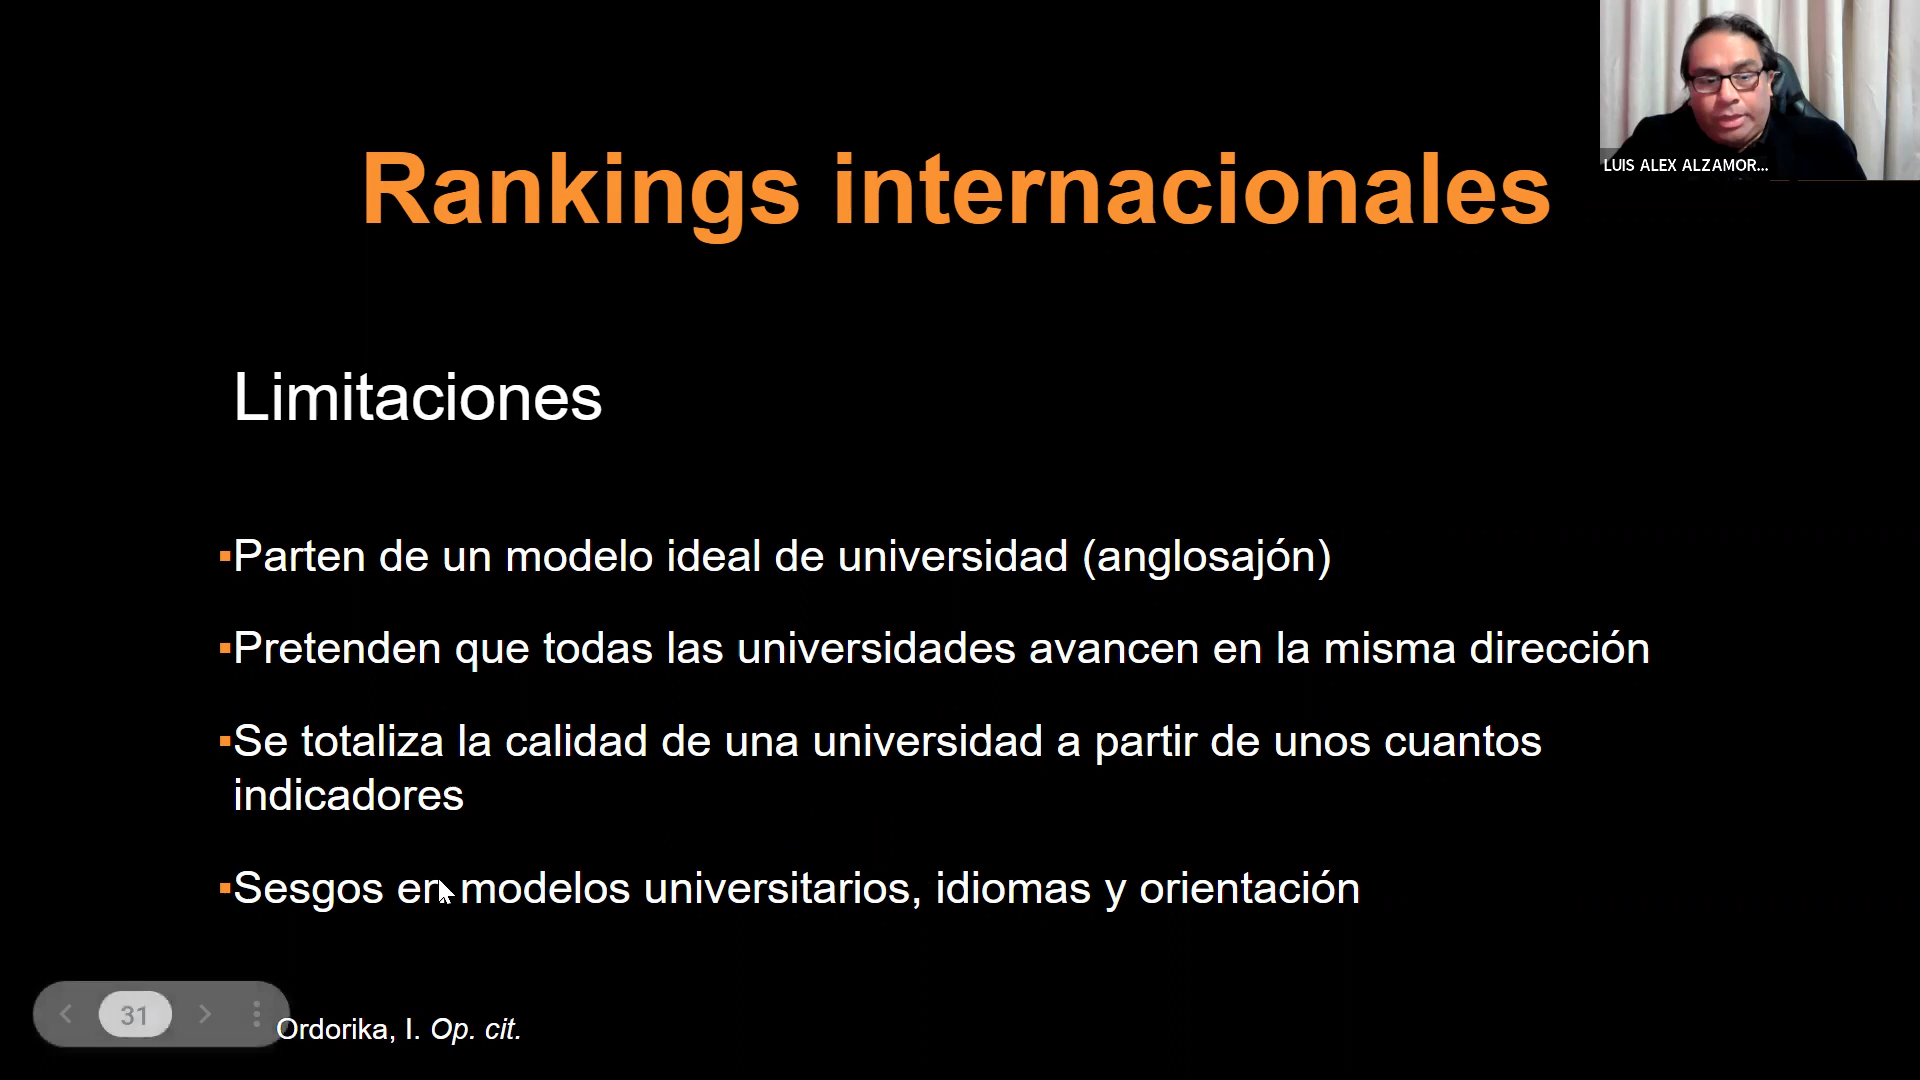 LUIS ALEX ALZAMOR...
Rankings internacionales
Limitaciones
▪Parten de un modelo ideal de universidad (anglosajón)
▪Pretenden que todas las universidades avancen en la misma dirección
▪Se totaliza la calidad de una universidad a partir de unos cuantos
indicadores
▪Sesgos en modelos universitarios, idiomas y orientación
31
Ordorika, I. Op. cit.